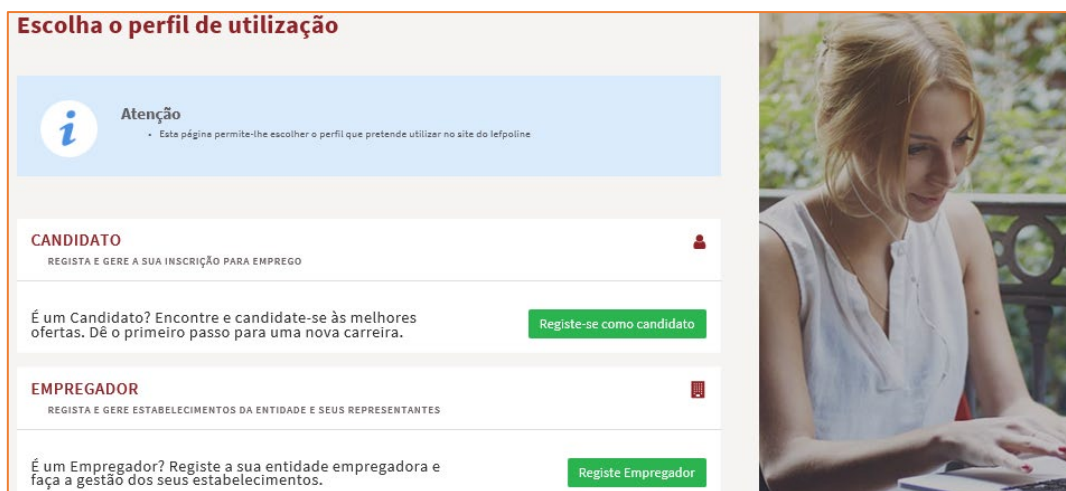 Escolha o perfil de utilização
Atenção
• Esta página permite-lhe escolher o perfil que pretende utilizar no site do Iefpoline
CANDIDATO
REGISTA E GERE A SUA INSCRIÇÃO PARA EMPREGO
É um Candidato? Encontre e candidate-se às melhores
ofertas. Dê o primeiro passo para uma nova carreira.
Registe-se como candidato
EMPREGADOR
REGISTA E GERE ESTABELECIMENTOS DA ENTIDADE E SEUS REPRESENTANTES
É um Empregador? Registe a sua entidade empregadora e
faça a gestão dos seus estabelecimentos.
Registe Empregador